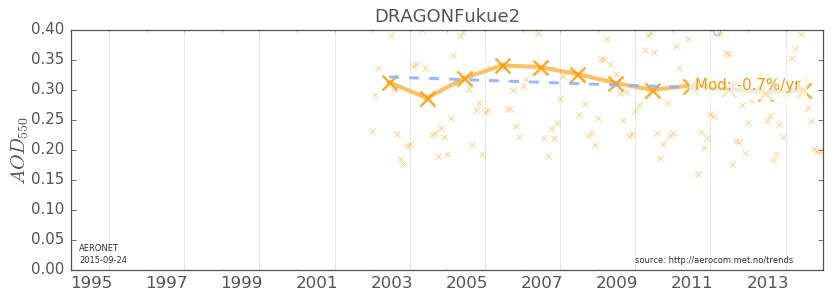 DRAGONFukue2
0.40
0.35
0.30
0.25
0.20
0.15
0.10
0.05
0.00
AOD550
Mod: -0.7%/yr
AERONET
2015-09-24
source: http://aerocom.met.no/trends
1995 1997 1999 2001 2003 2005 2007 2009 2011 2013